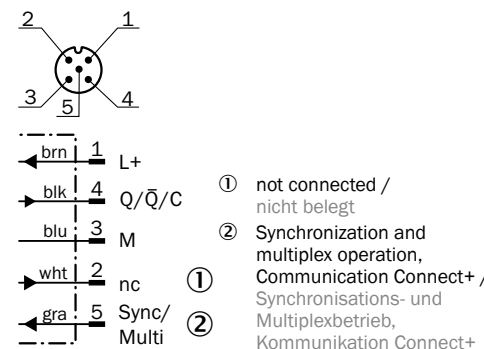 2 1
3 5 4
brn 1 L+
blk 4 Q/Q̅/C
blu 3 M
wht 2 nc ①
gra 5 Sync/
Multi ②
① not connected /
nicht belegt
② Synchronization and
multiplex operation,
Communication Connect+ /
Synchronisations- und
Multiplexbetrieb,
Kommunikation Connect+